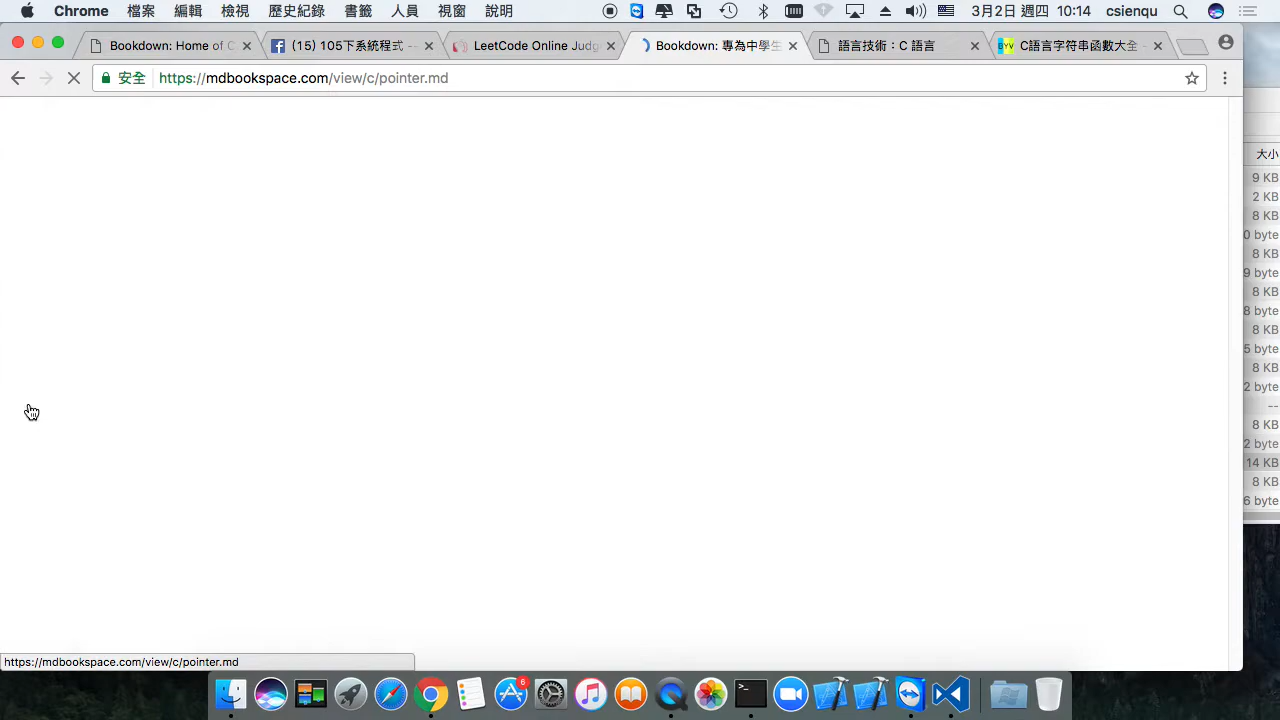 Chrome 檔案 編輯 檢視 歷史紀錄 書籤 人員 視窗 說明 3月2日 週四 10:14 csienqu
Bookdown: Home of C (15) 105下系統程式 - LeetCode Online Judg Bookdown: 專為中學生 語言技術：C 語言 C語言字符串函數大全
安全 https://mdbookspace.com/view/c/pointer.md
大小
9 KB
2 KB
8 KB
0 byte
8 KB
9 byte
8 KB
8 byte
8 KB
5 byte
8 KB
2 byte
--
8 KB
2 byte
14 KB
8 KB
6 byte
https://mdbookspace.com/view/c/pointer.md
6